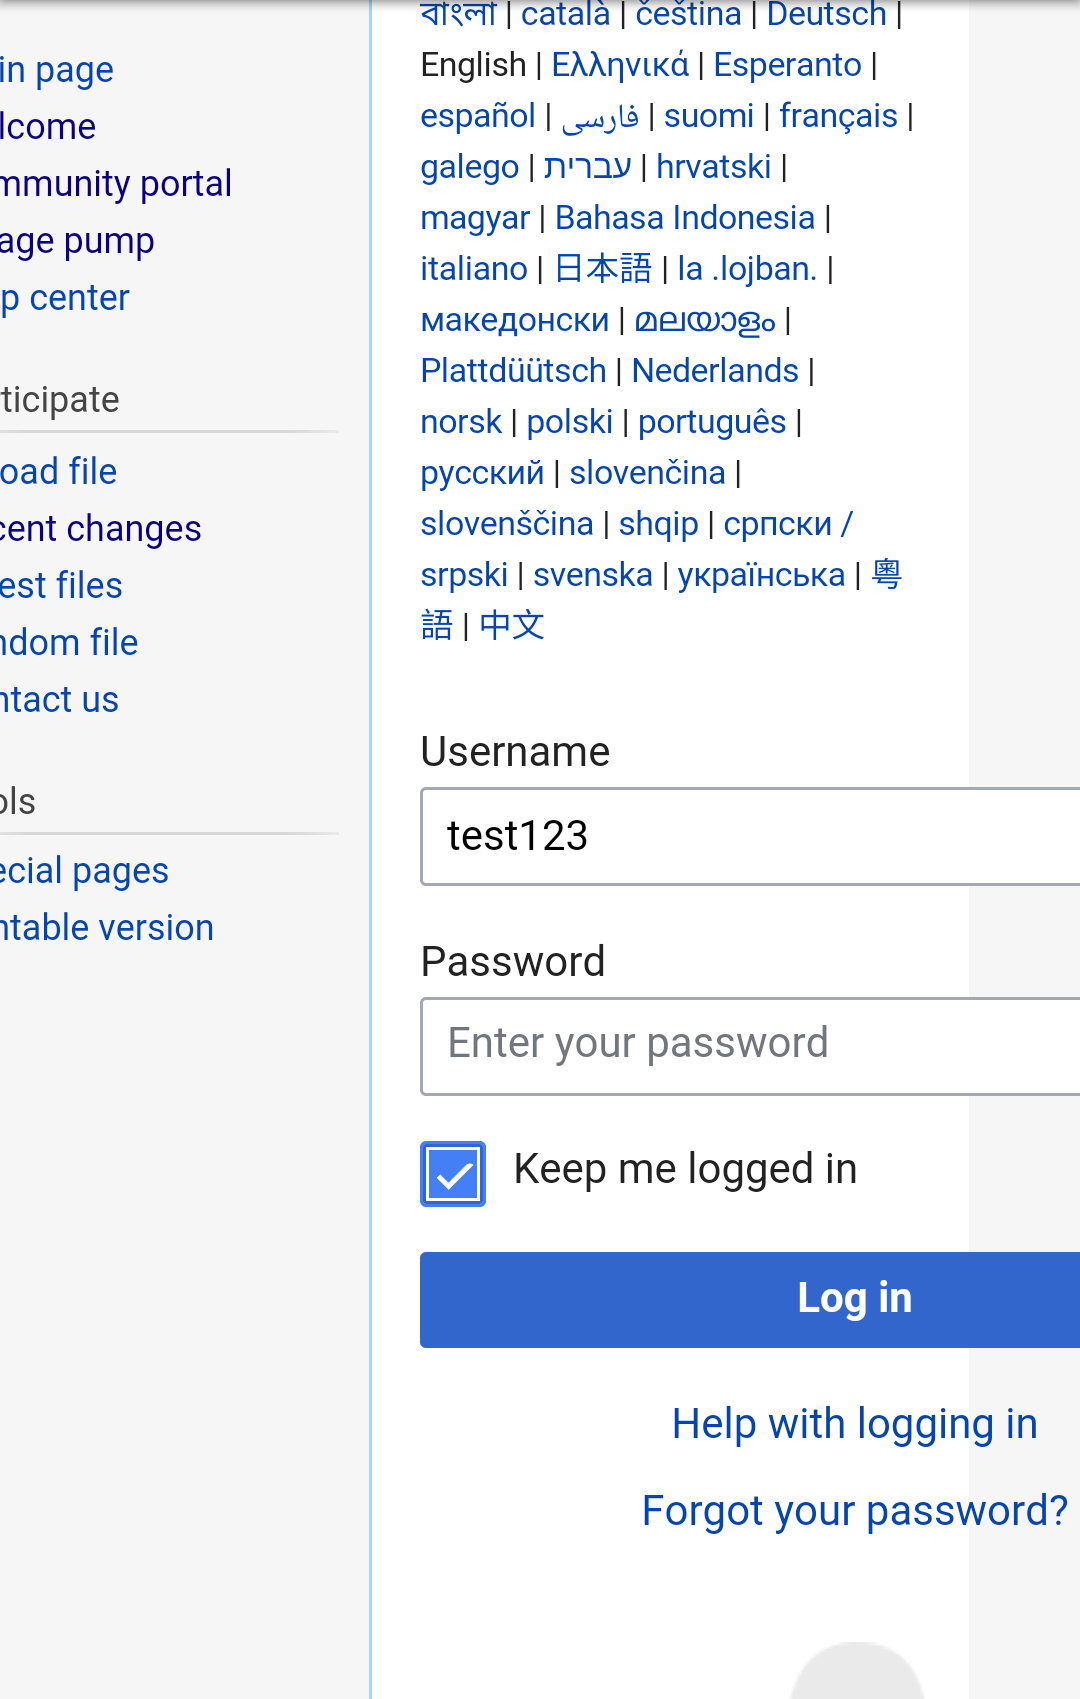 in page
lcome
mmunity portal
age pump
p center
ticipate
oad file
cent changes
est files
ndom file
ntact us
ols
ecial pages
ntable version
বাংলা | català | čeština | Deutsch |
English | Ελληνικά | Esperanto |
español | فارسی | suomi | français |
galego | עברית | hrvatski |
magyar | Bahasa Indonesia |
italiano | 日本語 | la .lojban. |
македонски | മലയാളം |
Plattdüütsch | Nederlands |
norsk | polski | português |
русский | slovenčina |
slovenščina | shqip | српски /
srpski | svenska | українська | 粵
語 | 中文
Username
test123
Password
Enter your password
Keep me logged in
Log in
Help with logging in
Forgot your password?